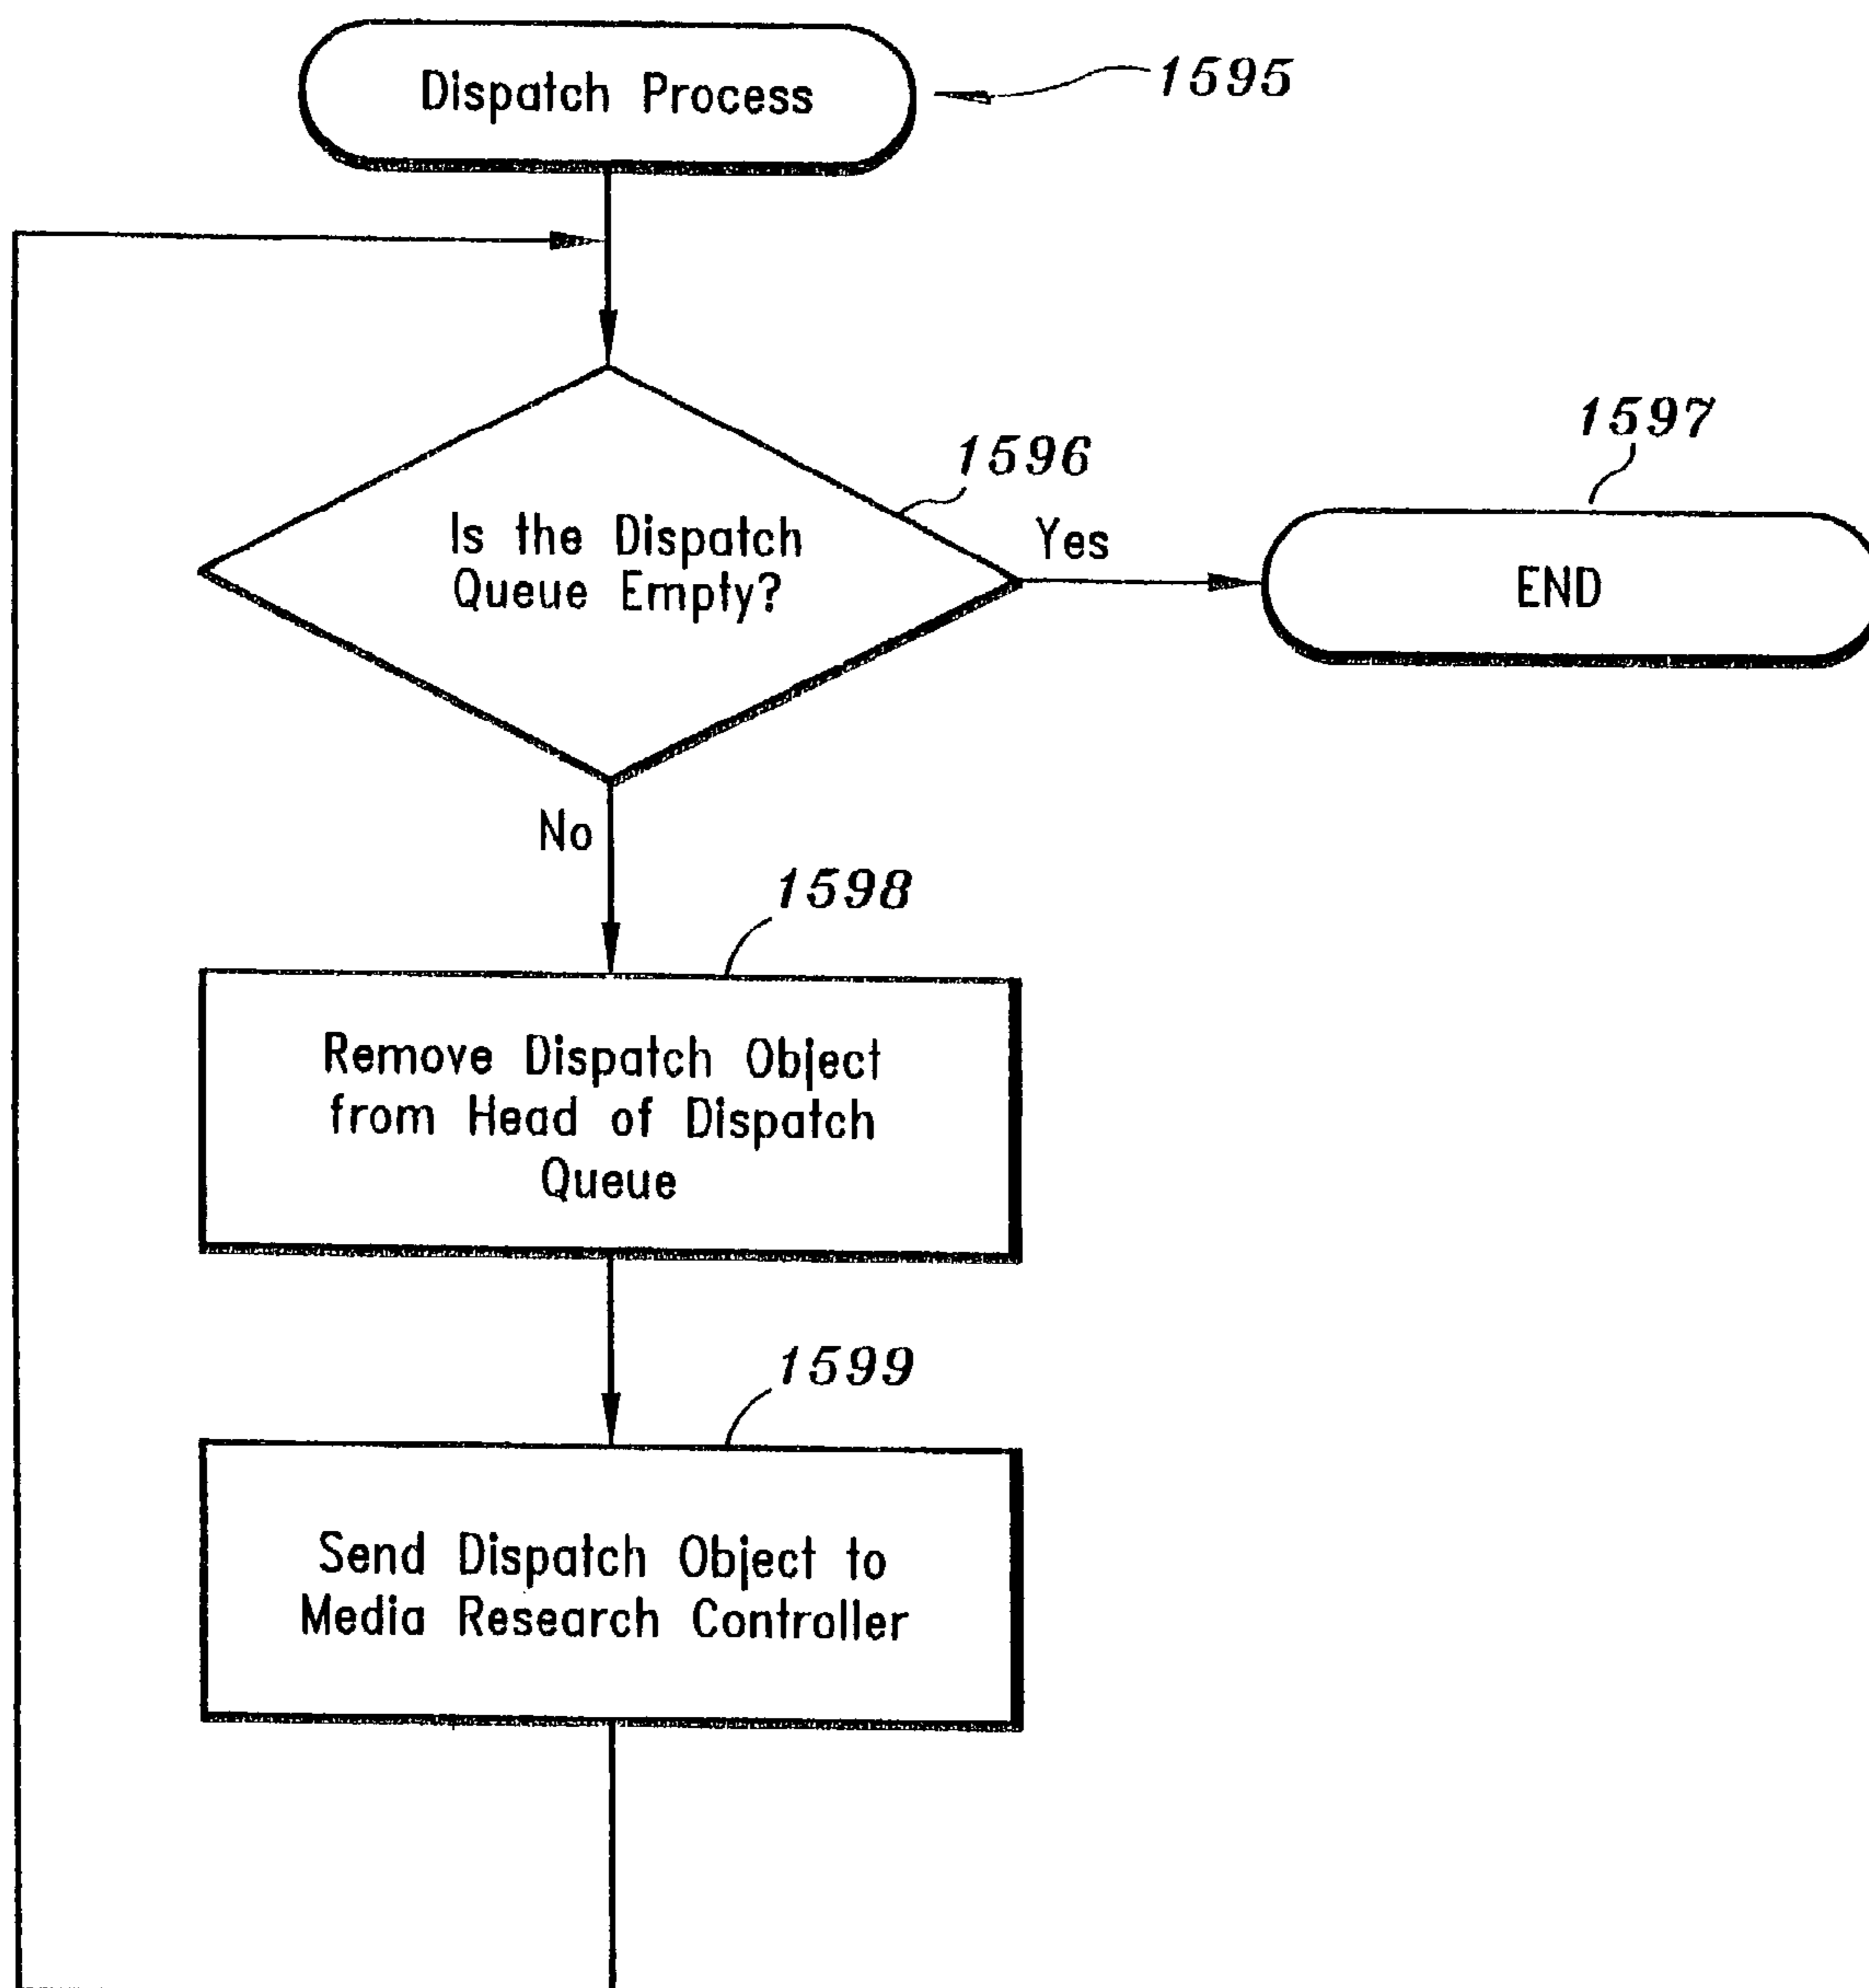 Dispatch Process
1595
1596
1597
Is the Dispatch
Queue Empty?
Yes
END
No
1598
Remove Dispatch Object
from Head of Dispatch
Queue
1599
Send Dispatch Object to
Media Research Controller